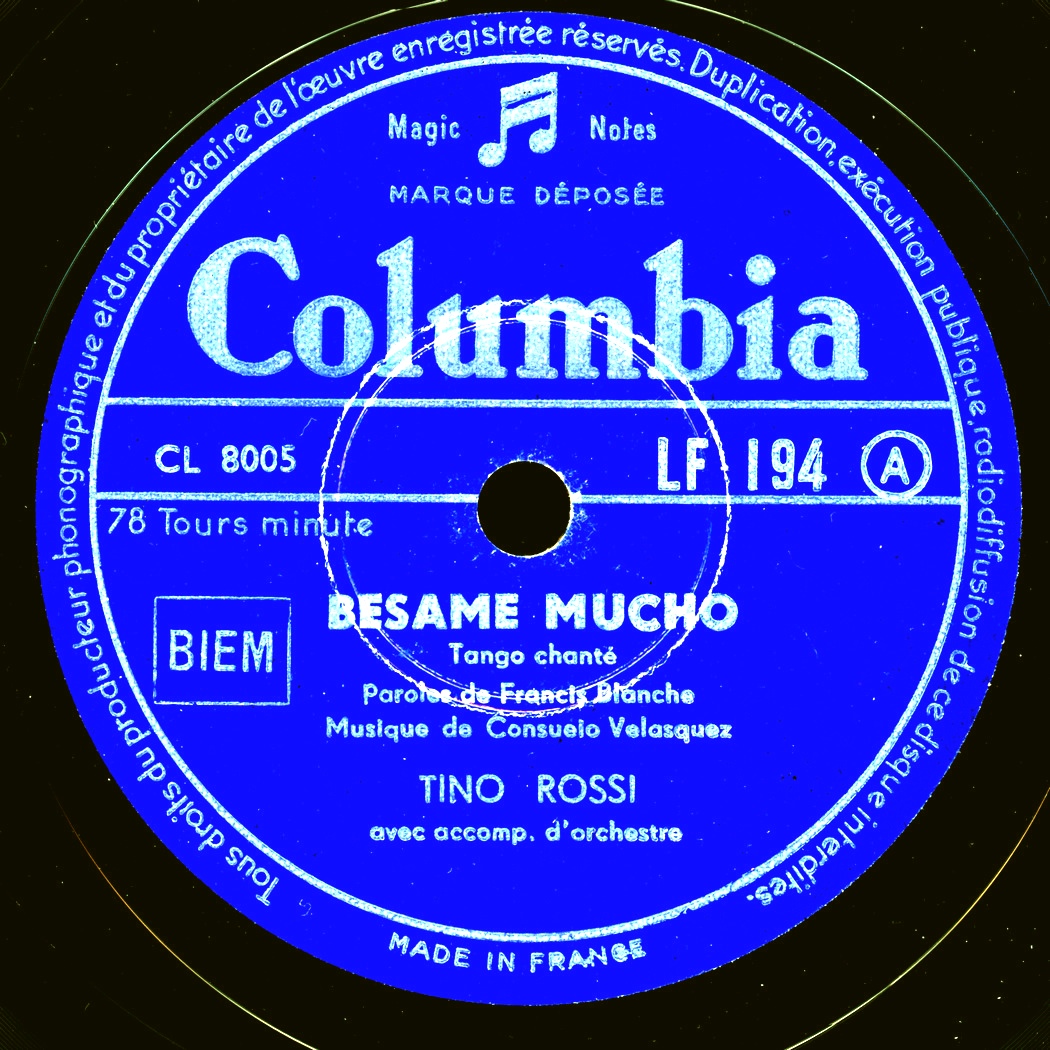 Tous droits du producteur phonographique et du propriétaire de l'œuvre enregistrée réservés. Duplication, exécution publique, radiodiffusion de ce disque interdites.
Magic Notes
MARQUE DÉPOSÉE
Columbia
CL 8005 LF 194 A
78 Tours minute
BIEM
BESAME MUCHO
Tango chanté
Paroles de Francis Blanche
Musique de Consuelo Velasquez
TINO ROSSI
avec accomp. d'orchestre
MADE IN FRANCE